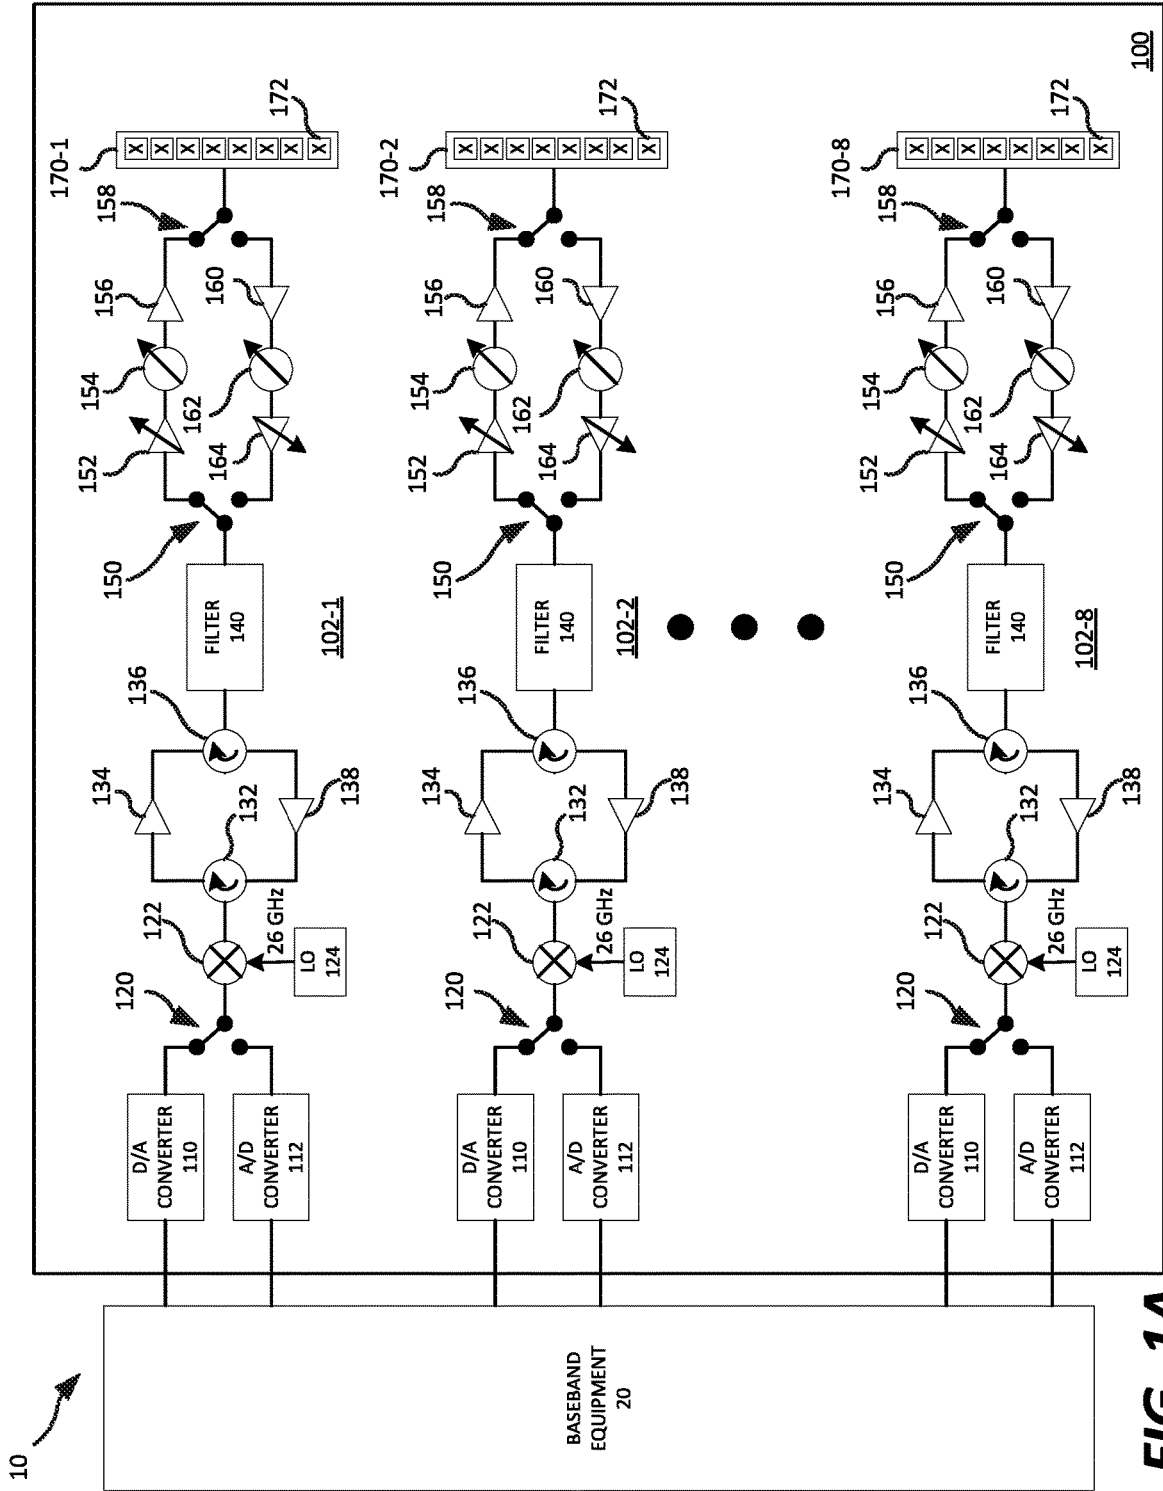 10
BASEBAND
EQUIPMENT
20
100
D/A
CONVERTER
110
A/D
CONVERTER
112
120
122
26 GHz
LO
124
132
134
136
138
FILTER
140
102-1
150
152
154
156
158
160
162
164
170-1
X X X X X X X X
172
D/A
CONVERTER
110
A/D
CONVERTER
112
120
122
26 GHz
LO
124
132
134
136
138
FILTER
140
102-2
150
152
154
156
158
160
162
164
170-2
X X X X X X X X
172
D/A
CONVERTER
110
A/D
CONVERTER
112
120
122
26 GHz
LO
124
132
134
136
138
FILTER
140
102-8
150
152
154
156
158
160
162
164
170-8
X X X X X X X X
172
FIG. 1A